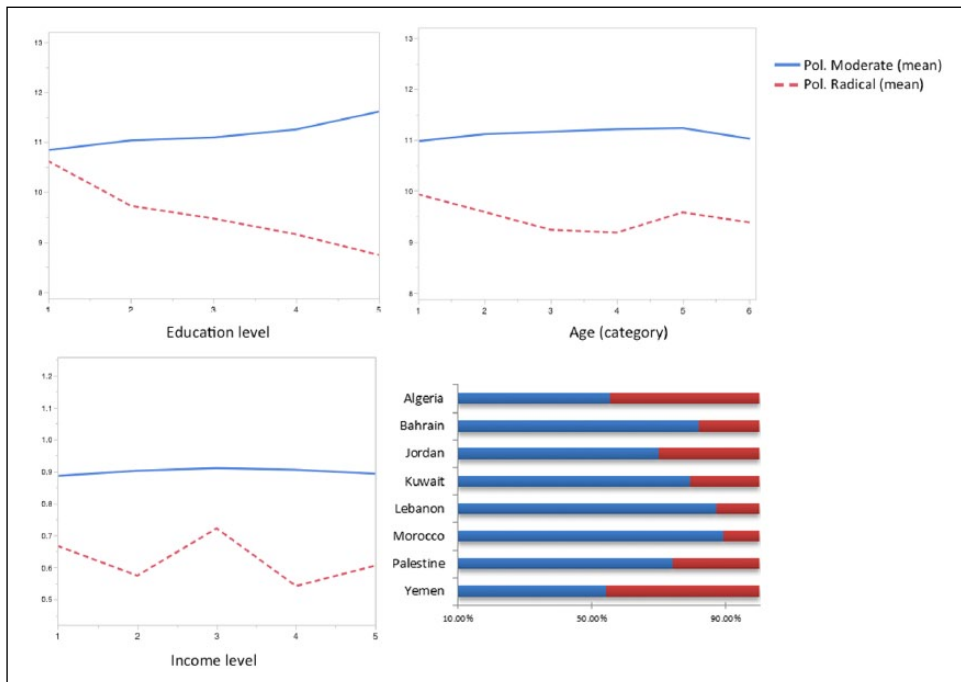 13
12
11
10
9
8
1 2 3 4 5
Education level
13
12
11
10
9
8
1 2 3 4 5 6
Age (category)
Pol. Moderate (mean)
Pol. Radical (mean)
1.2
1.1
1.0
0.9
0.8
0.7
0.6
0.5
1 2 3 4 5
Income level
Algeria
Bahrain
Jordan
Kuwait
Lebanon
Morocco
Palestine
Yemen
10.00% 50.00% 90.00%